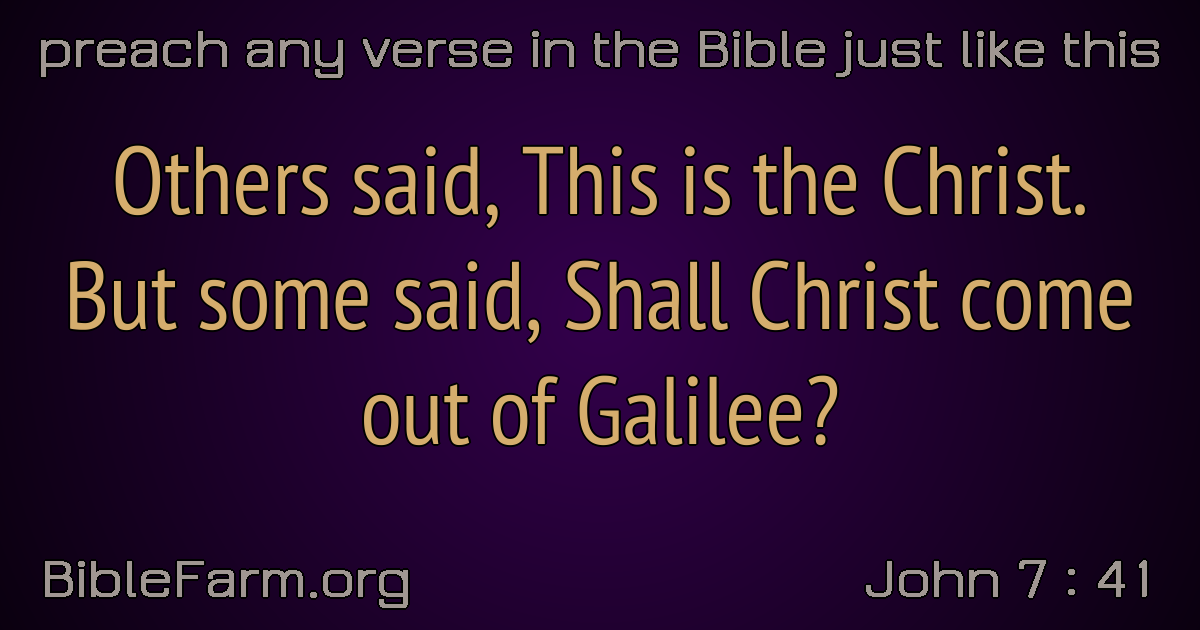 preach any verse in the Bible just like this
Others said, This is the Christ.
But some said, Shall Christ come
out of Galilee?
BibleFarm.org
John 7 : 41